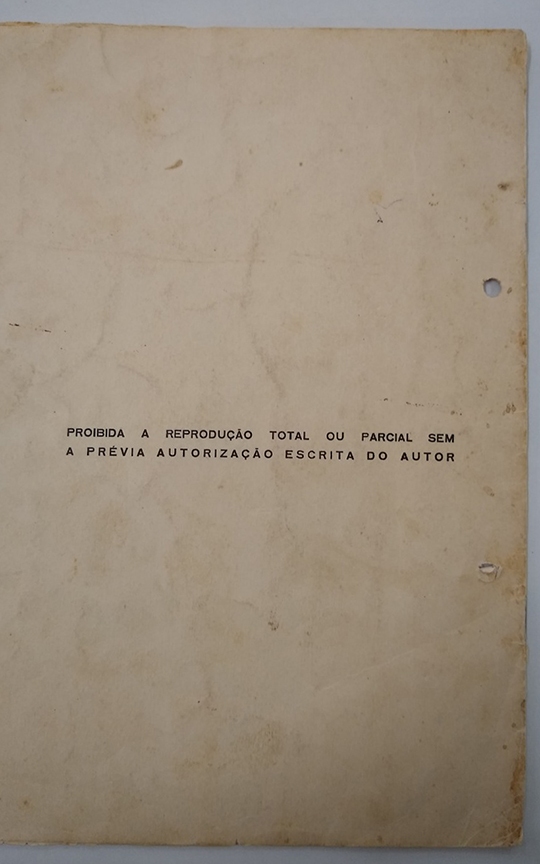 PROIBIDA A REPRODUÇÃO TOTAL OU PARCIAL SEM
A PRÉVIA AUTORIZAÇÃO ESCRITA DO AUTOR